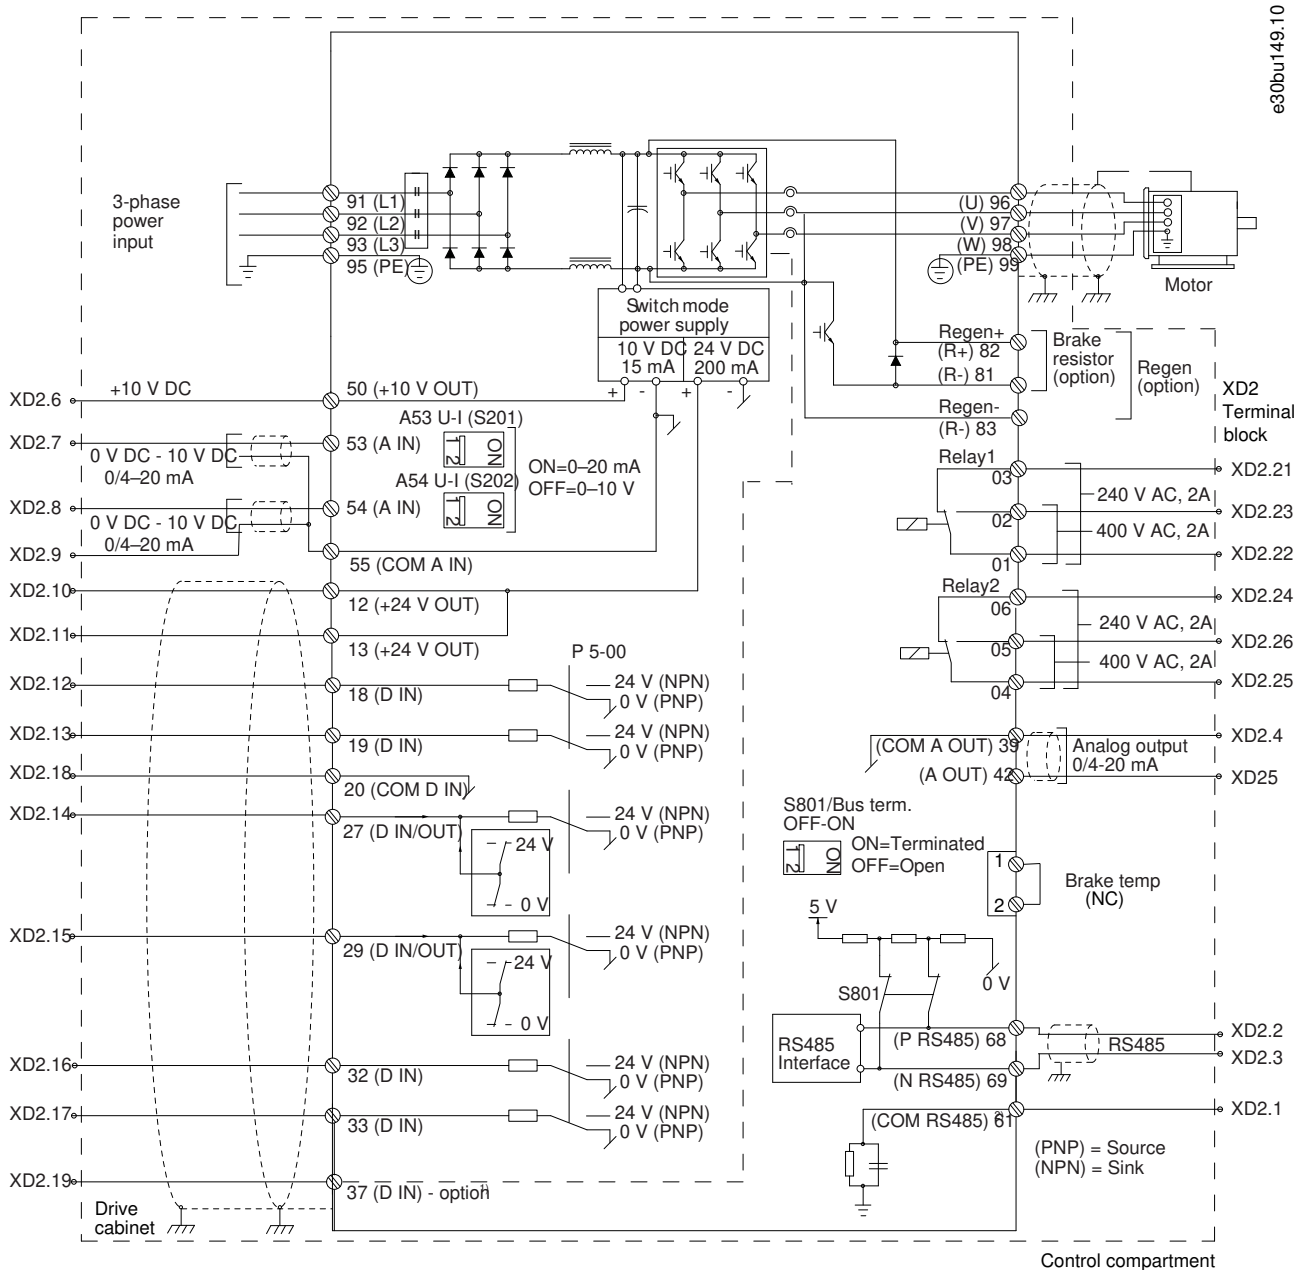 e30bu149.10
3-phase
power
input
91 (L1)
92 (L2)
93 (L3)
95 (PE)
(U) 96
(V) 97
(W) 98
(PE) 99
Motor
Switch mode
power supply
10 V DC
15 mA
24 V DC
200 mA
+ - + -
Regen+
(R+) 82
(R-) 81
Regen-
(R-) 83
Brake
resistor
(option)
Regen
(option)
XD2
Terminal
block
XD2.6
+10 V DC
50 (+10 V OUT)
XD2.7
0 V DC - 10 V DC
0/4–20 mA
53 (A IN)
A53 U-I (S201)
1 2
ON
A54 U-I (S202)
1 2
ON
ON=0–20 mA
OFF=0–10 V
XD2.8
0 V DC - 10 V DC
0/4–20 mA
54 (A IN)
XD2.9
55 (COM A IN)
XD2.10
12 (+24 V OUT)
XD2.11
13 (+24 V OUT)
P 5-00
XD2.12
18 (D IN)
24 V (NPN)
0 V (PNP)
XD2.13
19 (D IN)
24 V (NPN)
0 V (PNP)
XD2.18
20 (COM D IN)
XD2.14
27 (D IN/OUT)
24 V (NPN)
0 V (PNP)
24 V
0 V
XD2.15
29 (D IN/OUT)
24 V (NPN)
0 V (PNP)
24 V
0 V
XD2.16
32 (D IN)
24 V (NPN)
0 V (PNP)
XD2.17
33 (D IN)
24 V (NPN)
0 V (PNP)
XD2.19
37 (D IN) - option 1)
Drive
cabinet
Relay1
03
02
01
240 V AC, 2A
400 V AC, 2A
XD2.21
XD2.23
XD2.22
Relay2
06
05
04
240 V AC, 2A
400 V AC, 2A
XD2.24
XD2.26
XD2.25
(COM A OUT) 39
(A OUT) 42
Analog output
0/4-20 mA
XD2.4
XD25
S801/Bus term.
OFF-ON
1 2
ON
ON=Terminated
OFF=Open
1
2
Brake temp
(NC)
5 V
0 V
S801
RS485
Interface
(P RS485) 68
(N RS485) 69
RS485
XD2.2
XD2.3
(COM RS485) 61
2)
XD2.1
(PNP) = Source
(NPN) = Sink
Control compartment